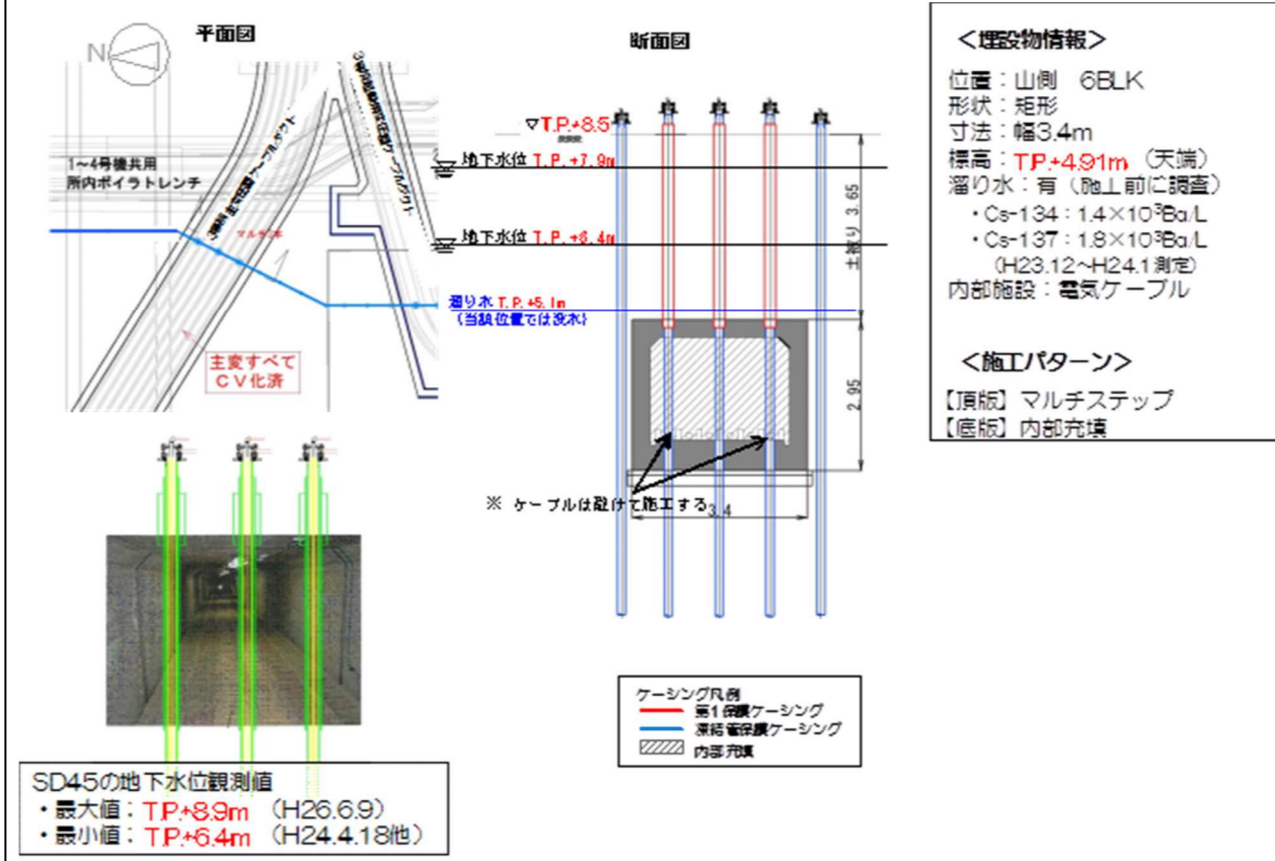 平面図
N
1~4号機共用
所内ボイラトレンチ
マルチ3本
主変すべて
CV化済
断面図
▽T.P.+8.5
地下水位 T.P.+7.9m
地下水位 T.P.+6.4m
溜り水 T.P.+5.1m
(当該位置では没水)
土被り 3.65
2.95
3.4
※ ケーブルは避けて施工する
ケーシング凡例
第1保護ケーシング
凍結管保護ケーシング
内部充填
SD45の地下水位観測値
・最大値:T.P.+8.9m (H26.6.9)
・最小値:T.P.+6.4m (H24.4.18他)
<埋設物情報>
位置:山側 6BLK
形状:矩形
寸法:幅3.4m
標高:T.P.+4.91m (天端)
溜り水:有(施工前に調査)
・Cs-134:1.4×10³Bq/L
・Cs-137:1.8×10³Bq/L
(H23.12~H24.1測定)
内部施設:電気ケーブル
<施工パターン>
【頂版】マルチステップ
【底版】内部充填